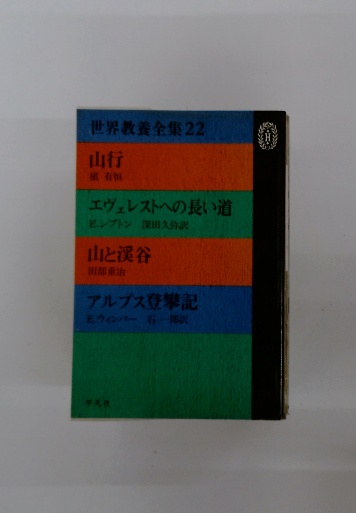 世界教養全集22
山行
槇 有恒
エヴェレストへの長い道
E.シプトン 深田久弥訳
山と渓谷
田部重治
アルプス登攀記
E.ウィンパー 石一郎訳
平凡社